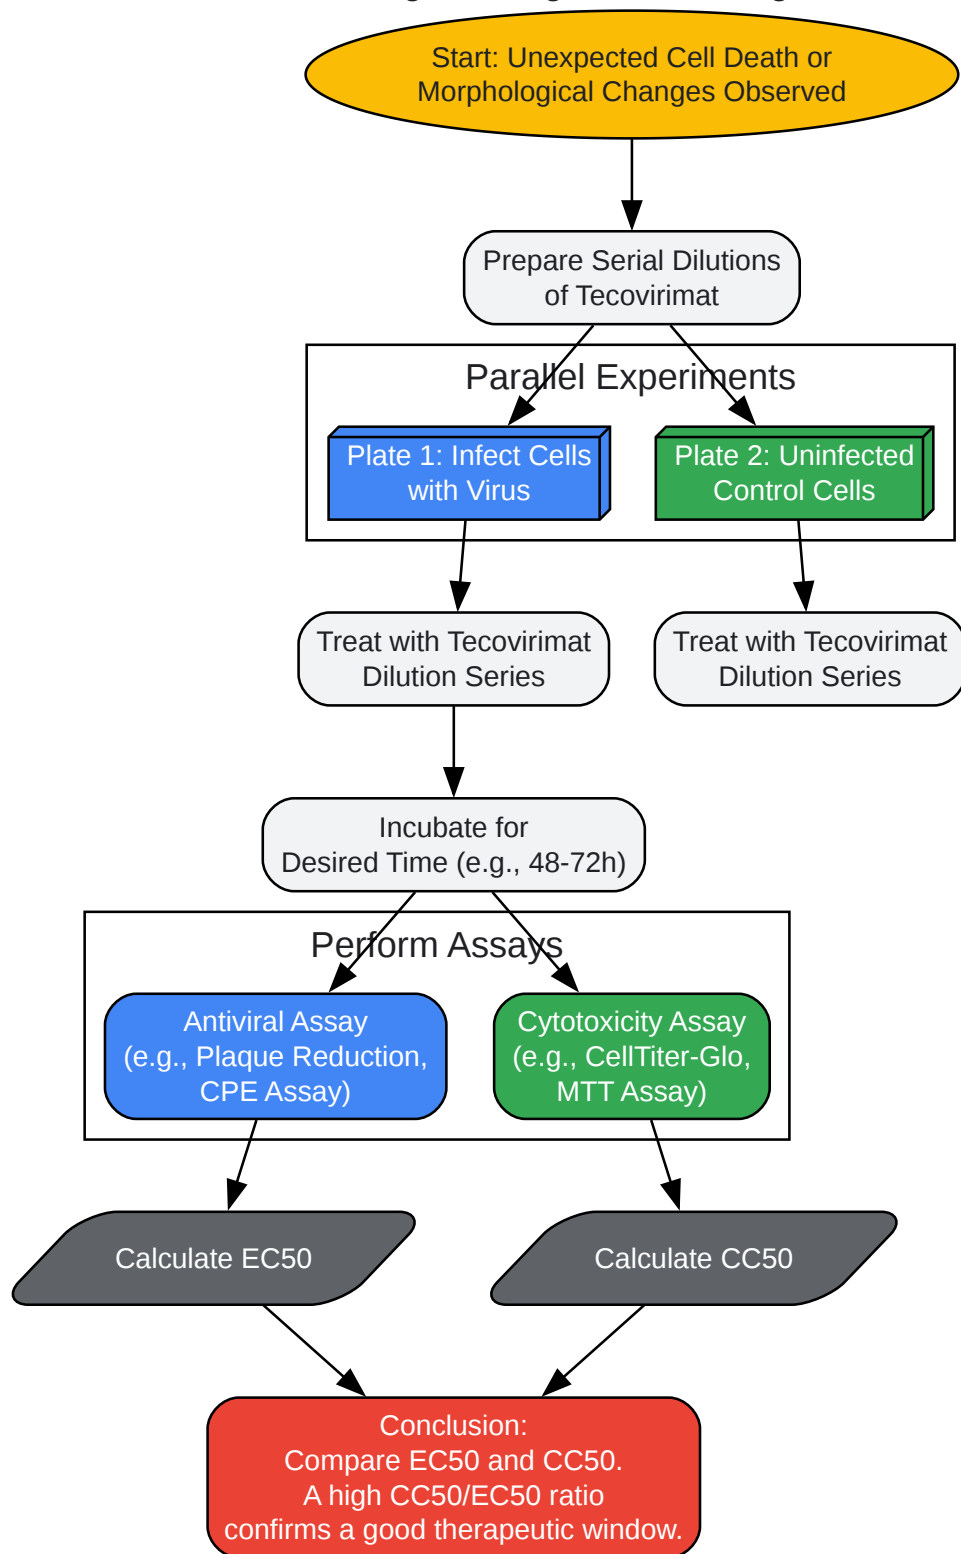 Start: Unexpected Cell Death or
Morphological Changes Observed
Prepare Serial Dilutions
of Tecovirimat
Parallel Experiments
Plate 1: Infect Cells
with Virus
Plate 2: Uninfected
Control Cells
Treat with Tecovirimat
Dilution Series
Treat with Tecovirimat
Dilution Series
Incubate for
Desired Time (e.g., 48-72h)
Perform Assays
Antiviral Assay
(e.g., Plaque Reduction,
CPE Assay)
Cytotoxicity Assay
(e.g., CellTiter-Glo,
MTT Assay)
Calculate EC50
Calculate CC50
Conclusion:
Compare EC50 and CC50.
A high CC50/EC50 ratio
confirms a good therapeutic window.